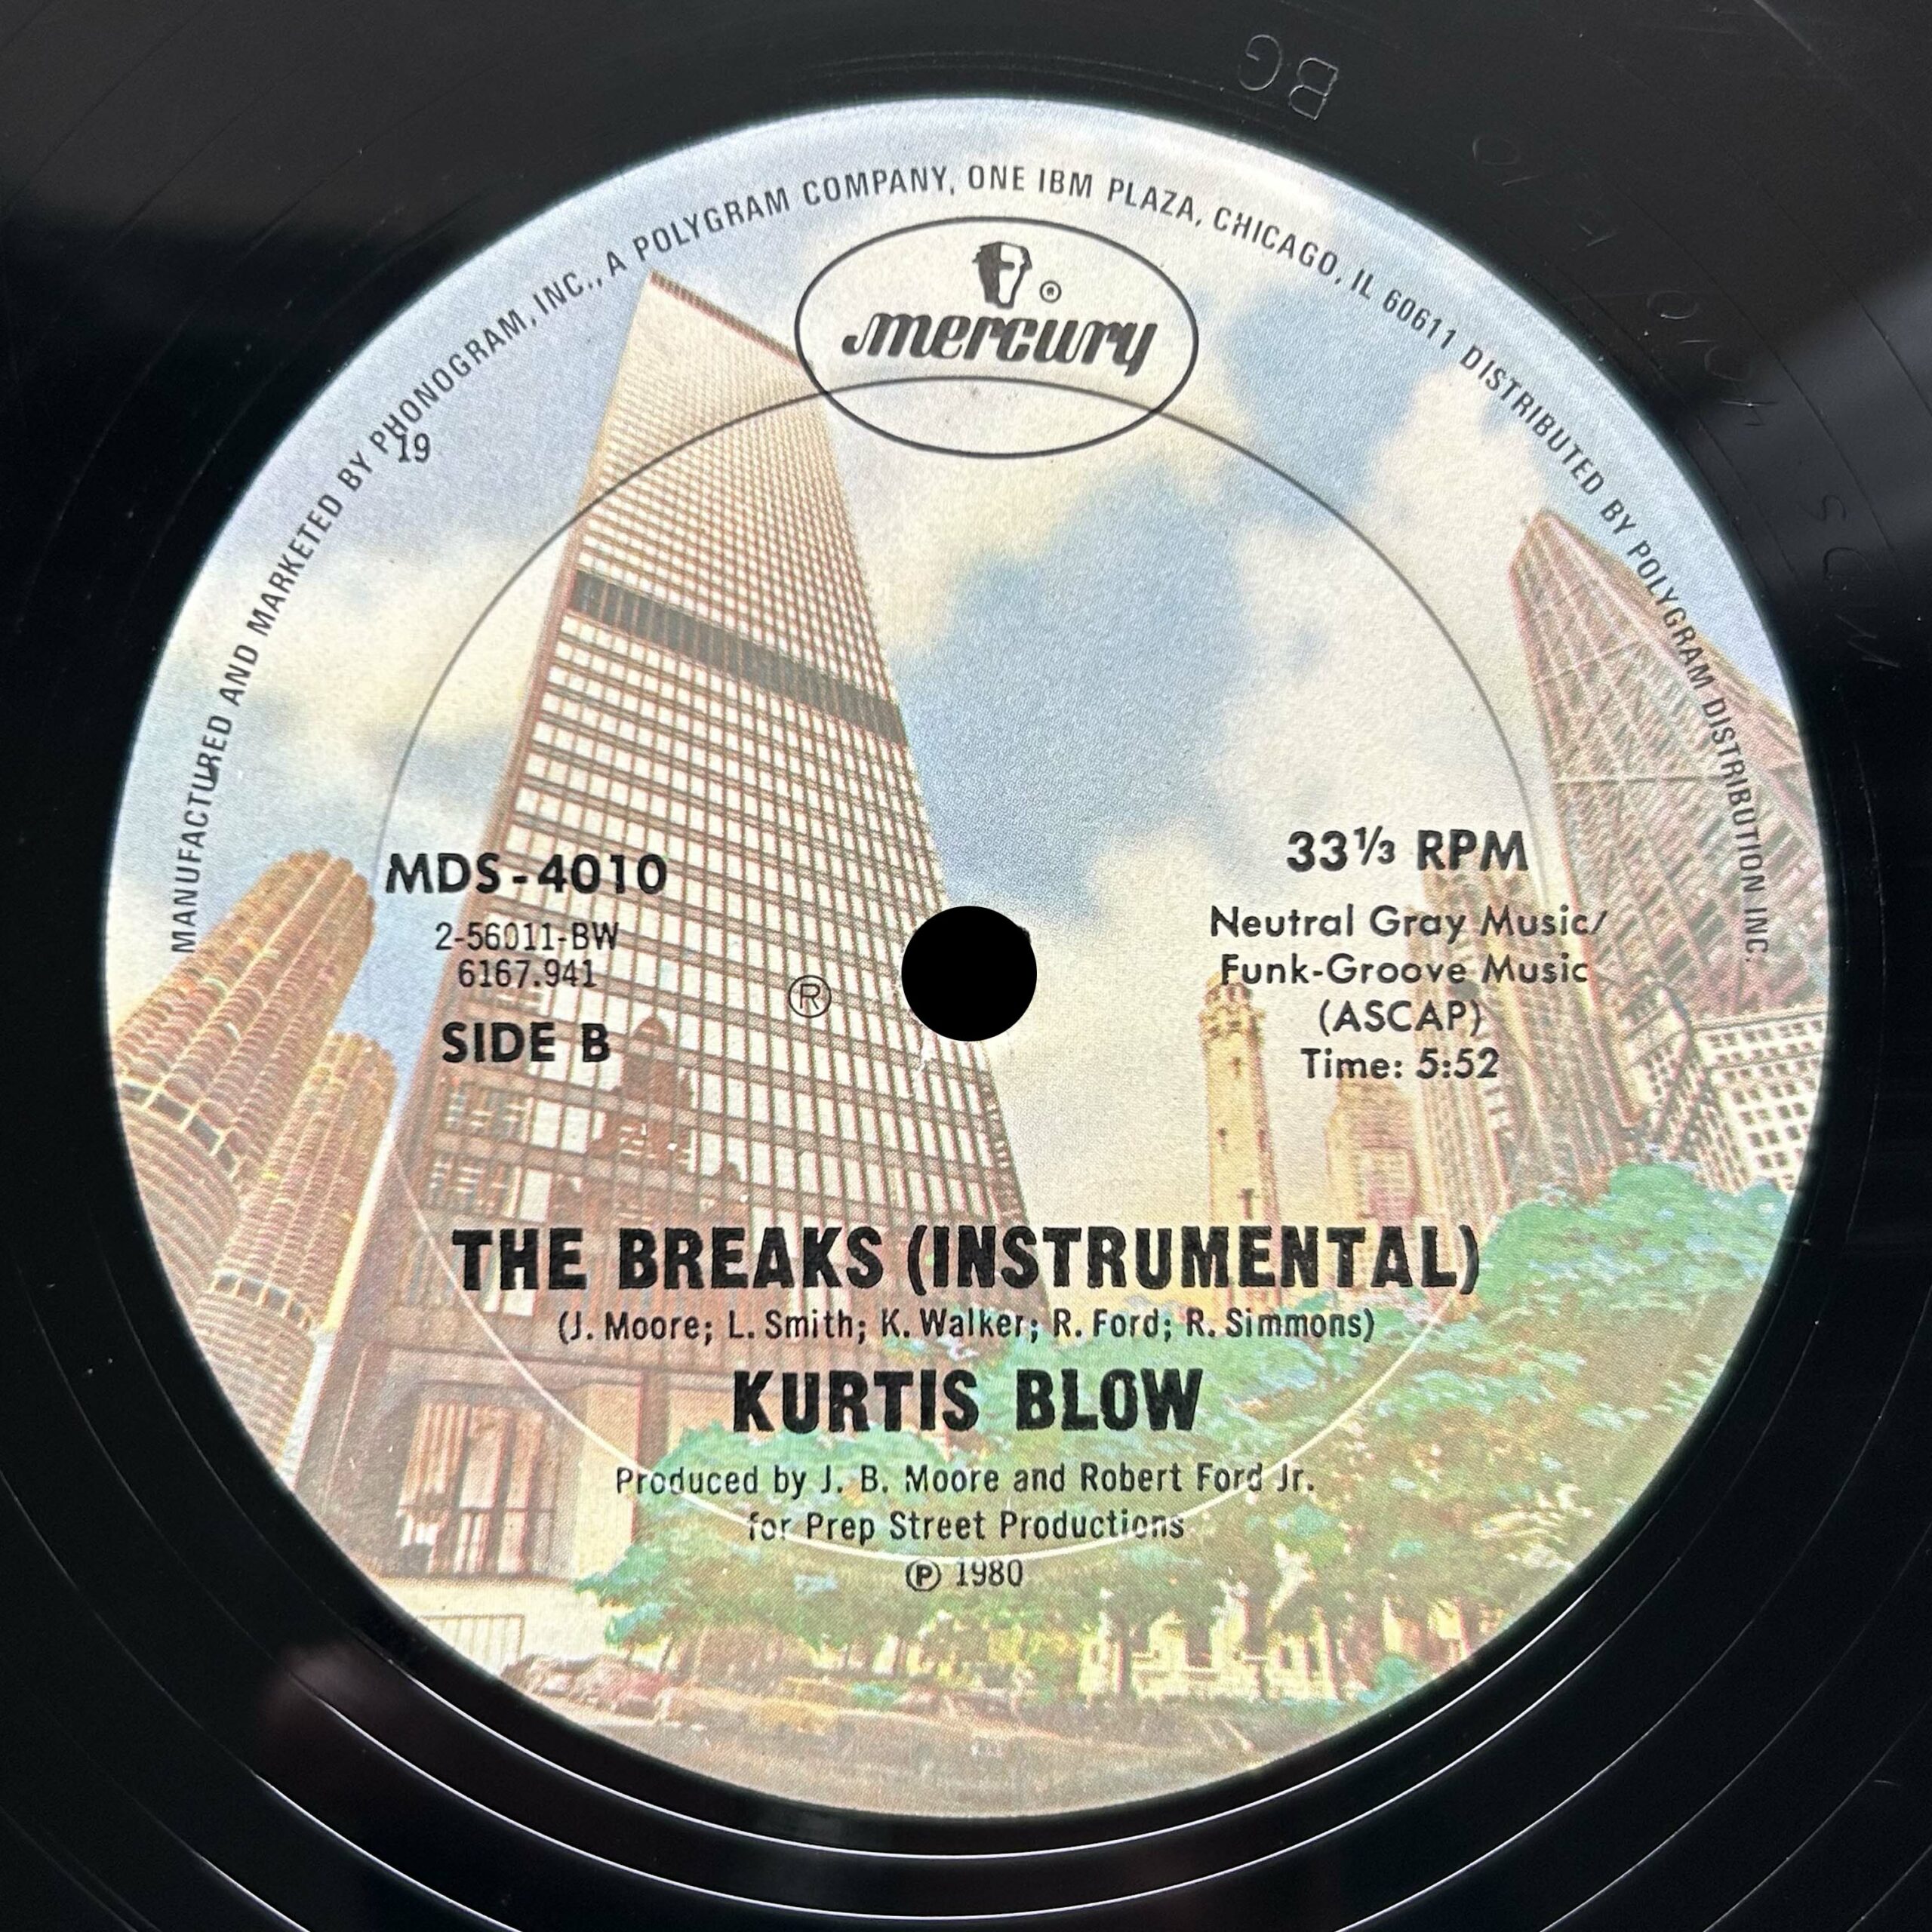 BG
MANUFACTURED AND MARKETED BY PHONOGRAM, INC., A POLYGRAM COMPANY, ONE IBM PLAZA, CHICAGO, IL 60611 DISTRIBUTED BY POLYGRAM DISTRIBUTION INC.
®
mercury
19
MDS-4010
2-56011-BW
6167.941
SIDE B
®
33⅓ RPM
Neutral Gray Music/
Funk-Groove Music
(ASCAP)
Time: 5:52
THE BREAKS (INSTRUMENTAL)
(J. Moore; L. Smith; K. Walker; R. Ford; R. Simmons)
KURTIS BLOW
Produced by J. B. Moore and Robert Ford Jr.
for Prep Street Productions
℗ 1980